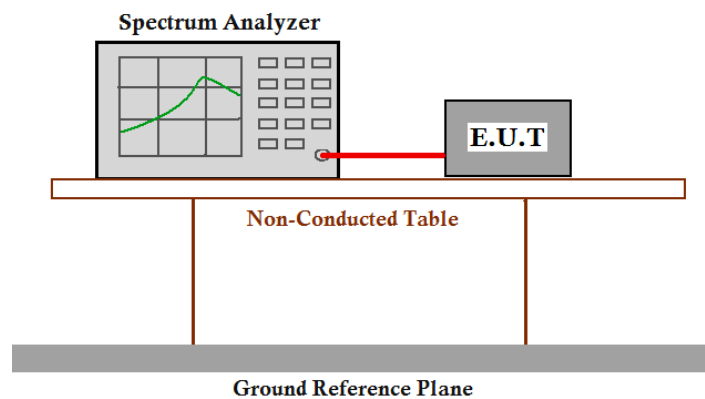 Spectrum Analyzer
E.U.T
Non-Conducted Table
Ground Reference Plane